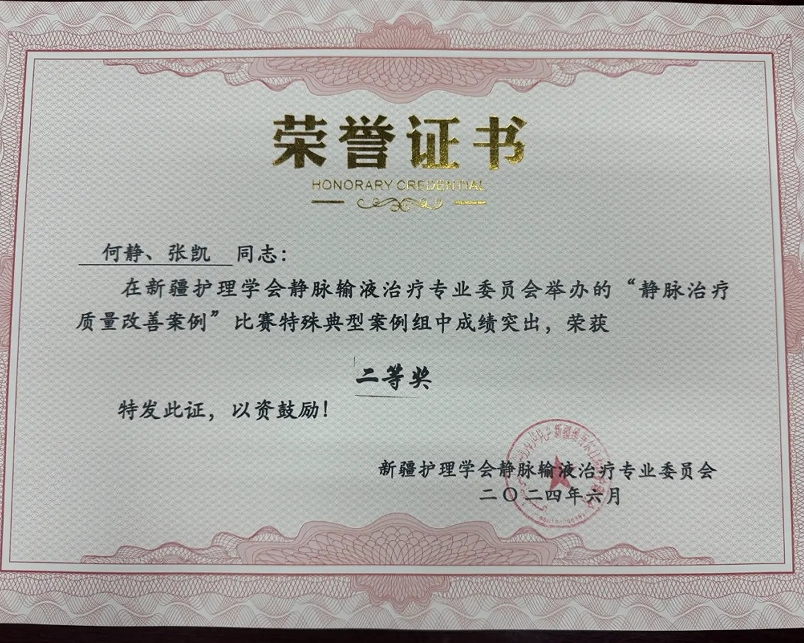 荣誉证书
HONORARY CREDENTIAL
何静、张凯 同志：
在新疆护理学会静脉输液治疗专业委员会举办的“静脉治疗
质量改善案例”比赛特殊典型案例组中成绩突出，荣获
二等奖
特发此证，以资鼓励！
新疆护理学会静脉输液治疗专业委员会
二〇二四年六月